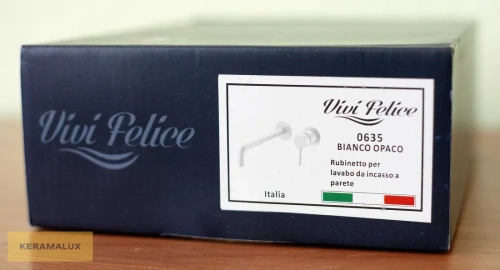 Vivi Felice
Vivi Felice
0635
BIANCO OPACO
Rubinetto per
lavabo da incasso a
parete
Italia
KERAMALUX